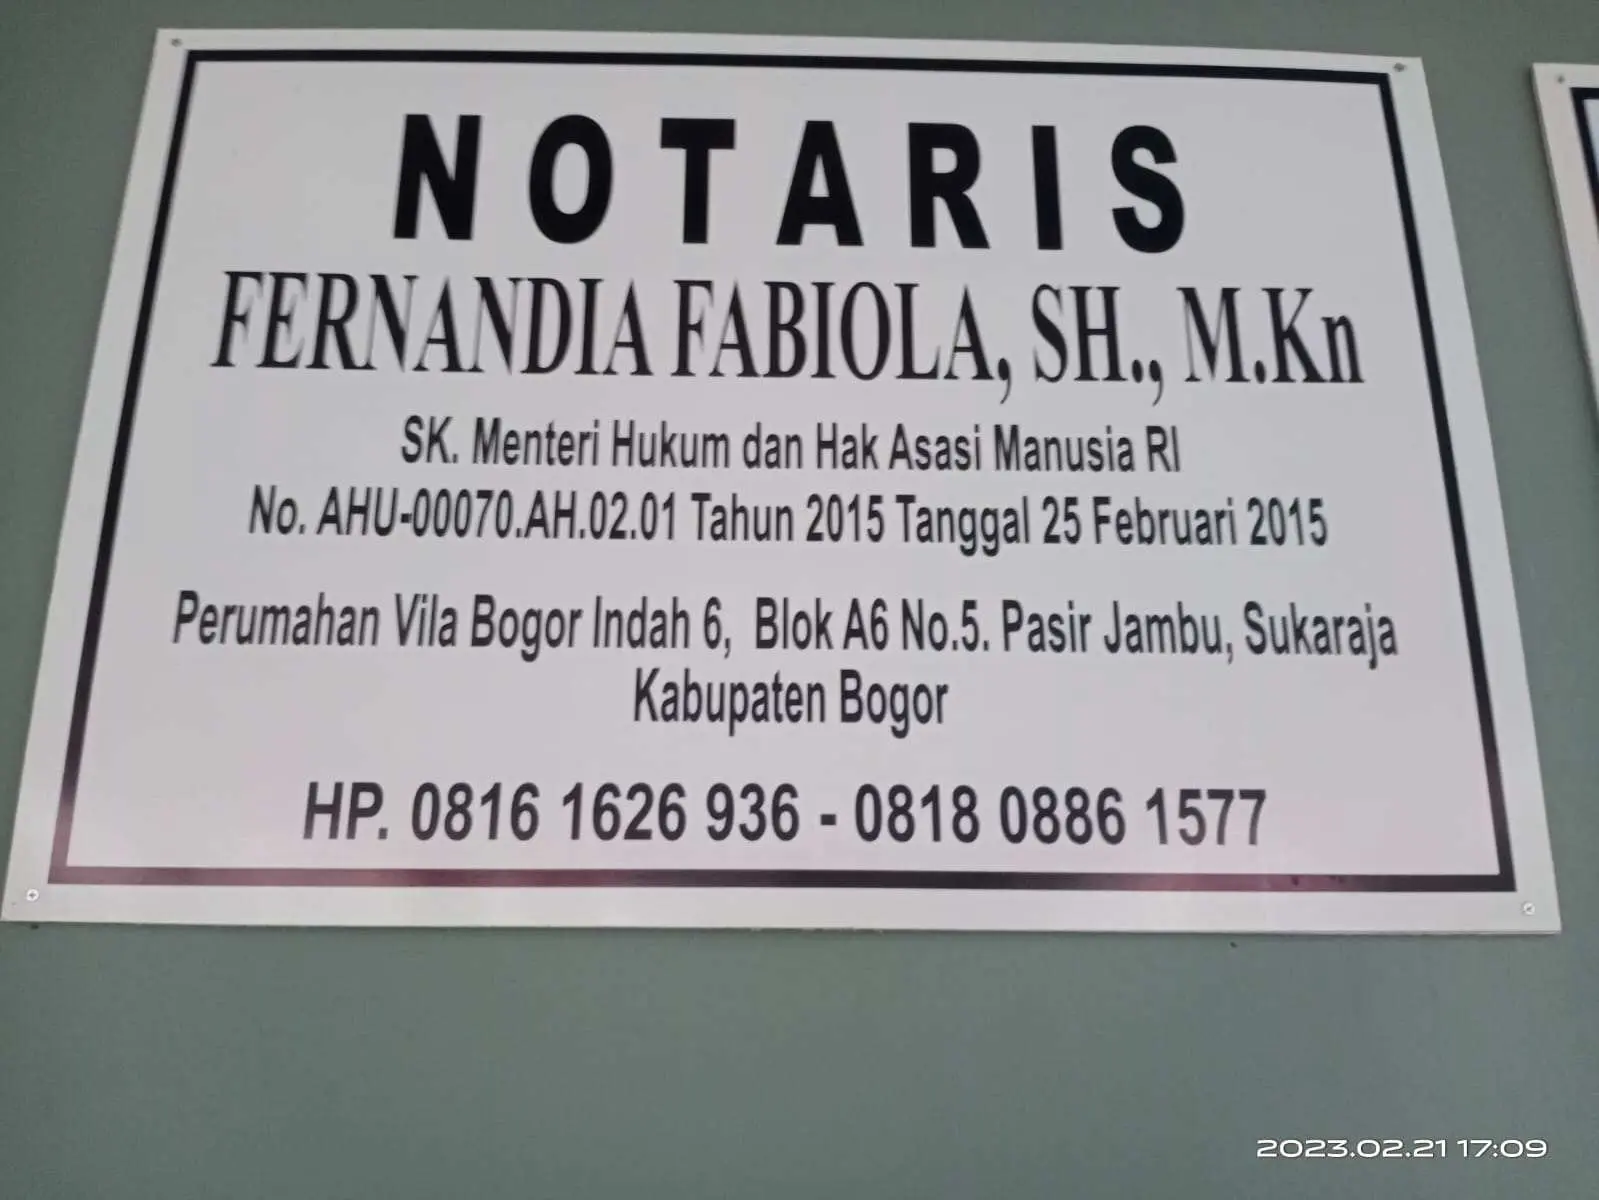 NOTARIS
FERNANDIA FABIOLA, SH., M.Kn
SK. Menteri Hukum dan Hak Asasi Manusia RI
No. AHU-00070.AH.02.01 Tahun 2015 Tanggal 25 Februari 2015
Perumahan Vila Bogor Indah 6, Blok A6 No.5. Pasir Jambu, Sukaraja
Kabupaten Bogor
HP. 0816 1626 936 - 0818 0886 1577
2023.02.21 17:09